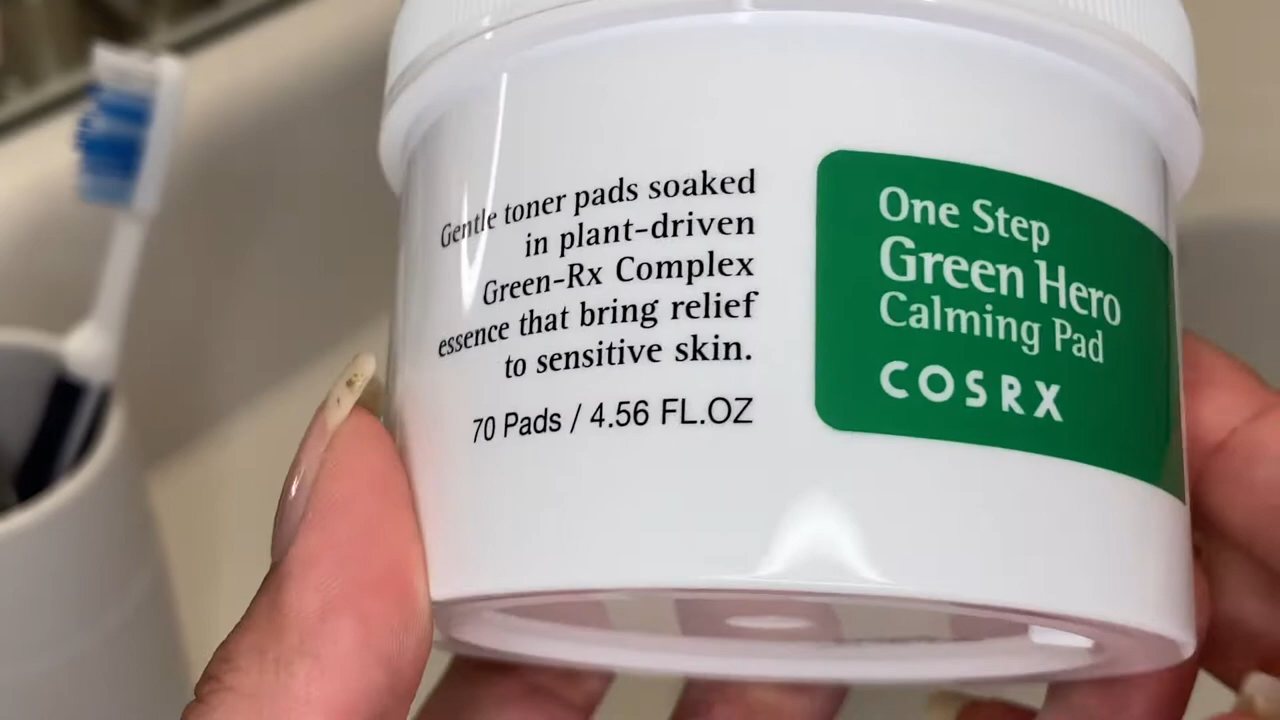 Gentle toner pads soaked
in plant-driven
Green-Rx Complex
essence that bring relief
to sensitive skin.
70 Pads / 4.56 FL.OZ
One Step
Green Hero
Calming Pad
COSRX